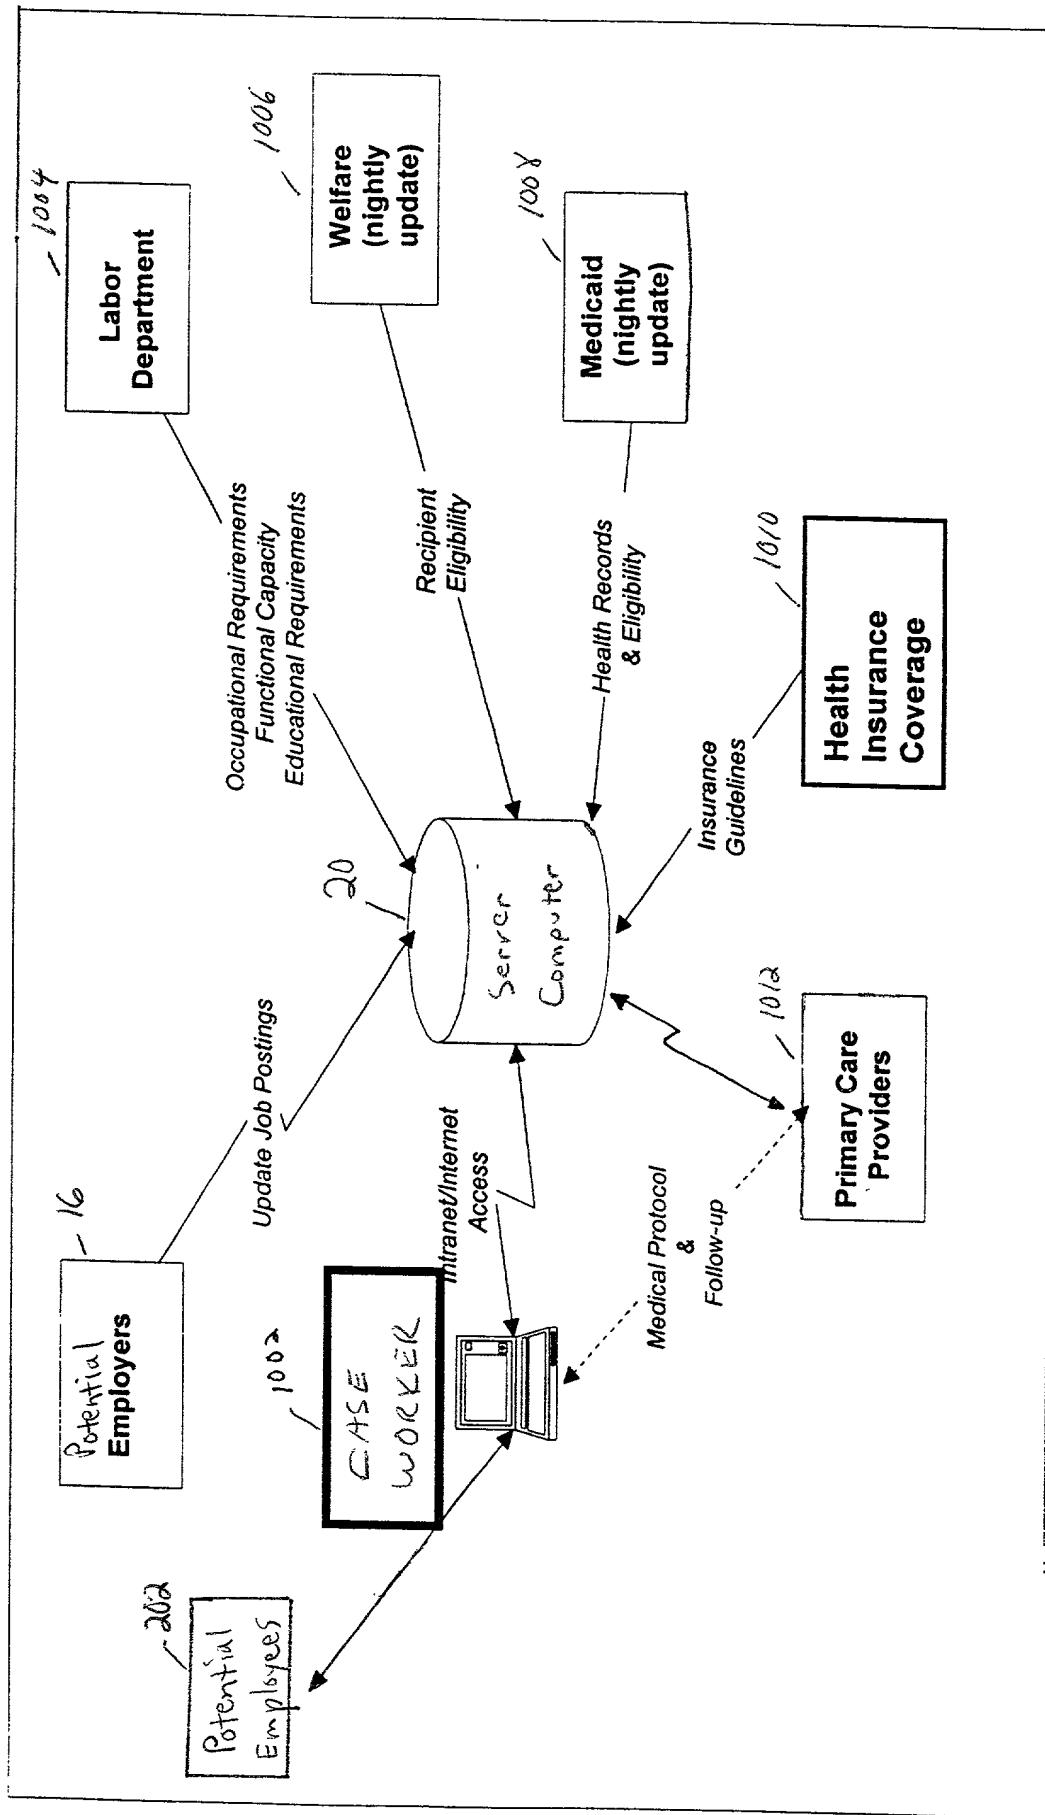 202
Potential
Employees
16
Potential
Employers
Update Job Postings
1002
CASE
WORKER
Intranet/Internet
Access
20
Server
Computer
1004
Labor
Department
Occupational Requirements
Functional Capacity
Educational Requirements
1006
Welfare
(nightly
update)
Recipient
Eligibility
1008
Medicaid
(nightly
update)
Health Records
& Eligibility
1010
Health
Insurance
Coverage
Insurance
Guidelines
1012
Primary Care
Providers
Medical Protocol
&
Follow-up